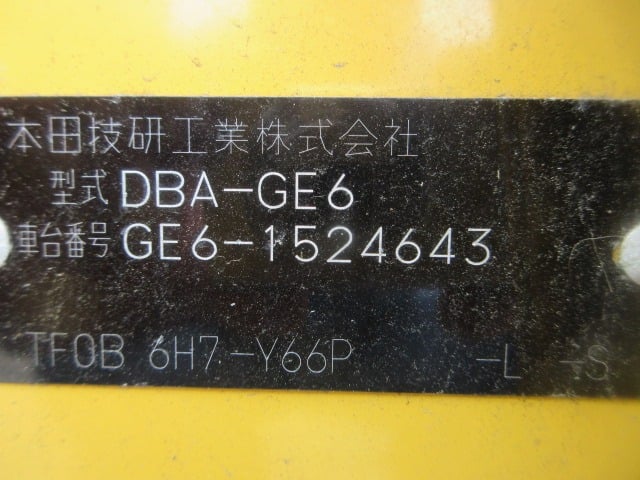 本田技研工業株式会社
型式 DBA-GE6
車台番号 GE6-1524643
TF0B 6H7-Y66P -L -S